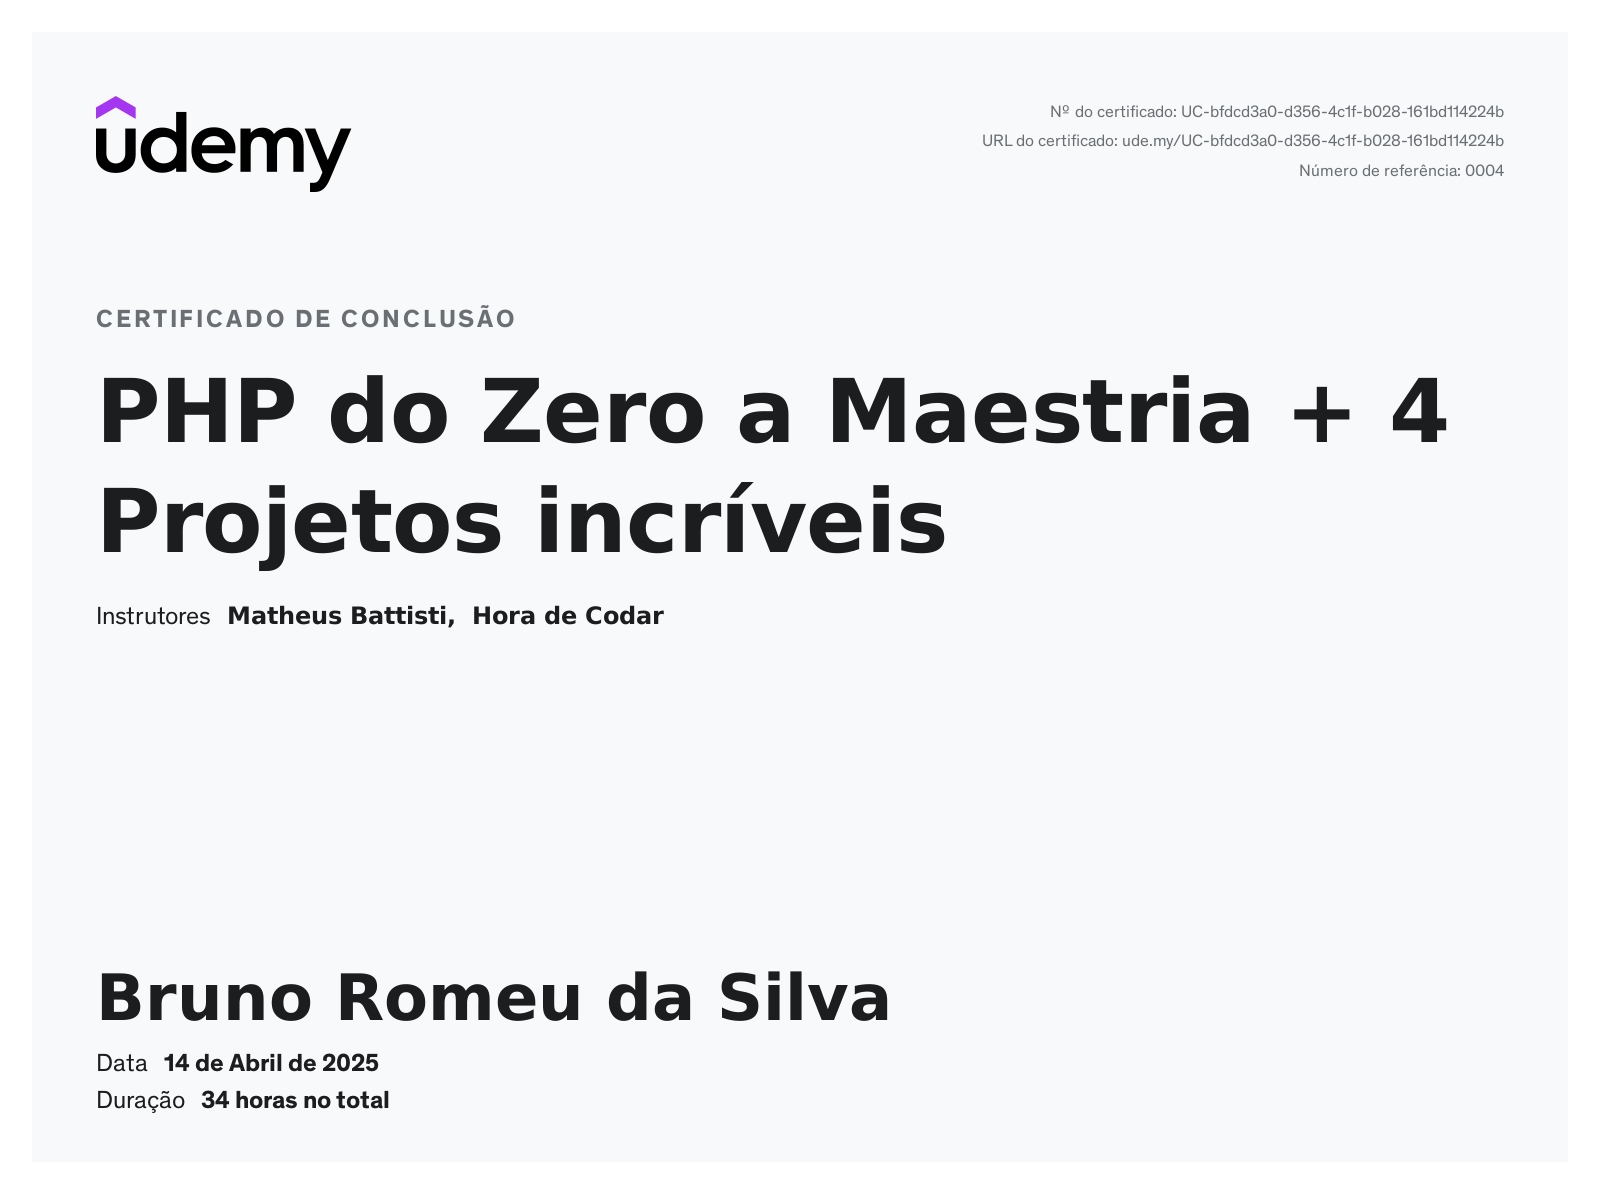 udemy
Nº do certificado: UC-bfdcd3a0-d356-4c1f-b028-161bd114224b
URL do certificado: ude.my/UC-bfdcd3a0-d356-4c1f-b028-161bd114224b
Número de referência: 0004
CERTIFICADO DE CONCLUSÃO
PHP do Zero a Maestria + 4
Projetos incríveis
Instrutores Matheus Battisti, Hora de Codar
Bruno Romeu da Silva
Data 14 de Abril de 2025
Duração 34 horas no total